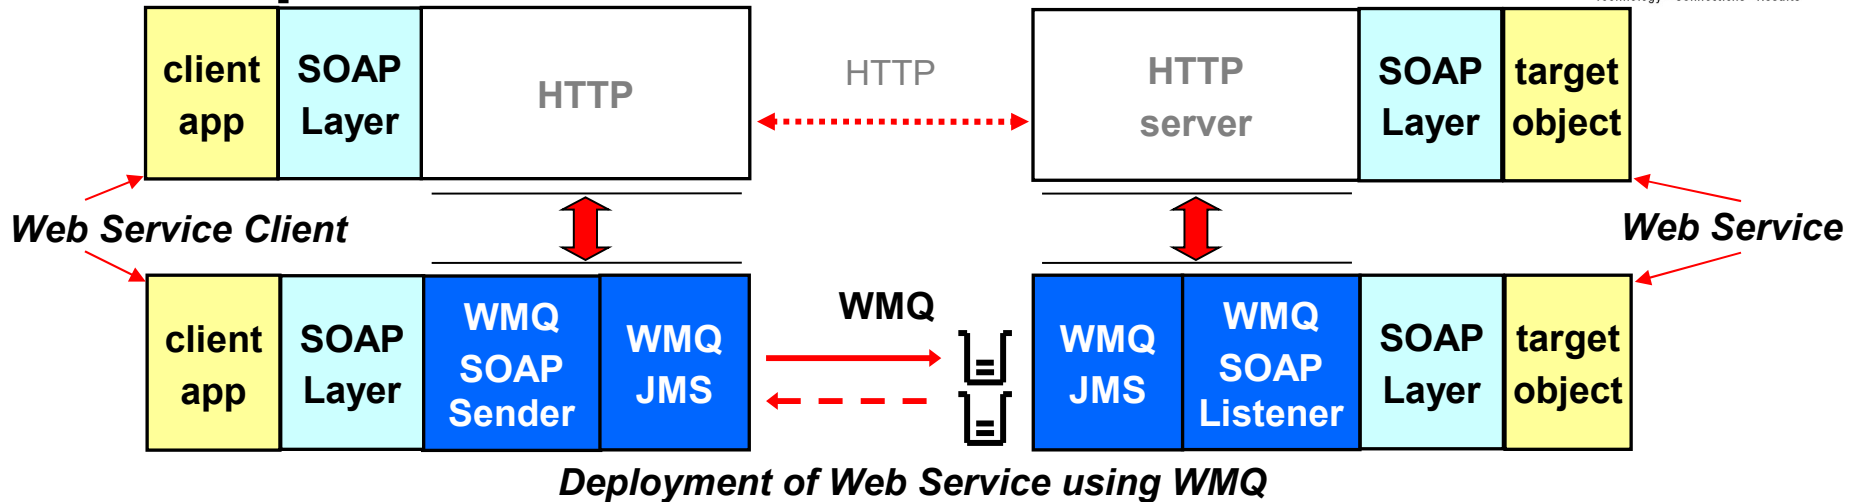 client
app
SOAP
Layer
HTTP
HTTP
HTTP
server
SOAP
Layer
target
object
Web Service Client
Web Service
client
app
SOAP
Layer
WMQ
SOAP
Sender
WMQ
JMS
WMQ
WMQ
JMS
WMQ
SOAP
Listener
SOAP
Layer
target
object
Deployment of Web Service using WMQ